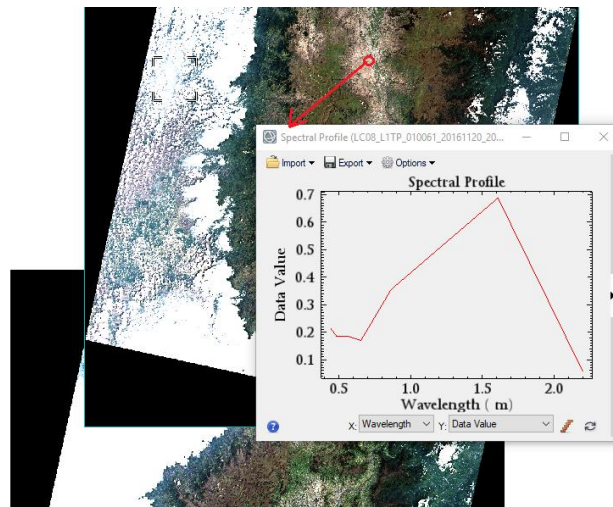 Spectral Profile (LC08_L1TP_010061_20161120_20...
Import Export Options
Spectral Profile
0.7
0.6
0.5
0.4
0.3
0.2
0.1
Data Value
0.5 1.0 1.5 2.0
Wavelength ( m)
X: Wavelength Y: Data Value